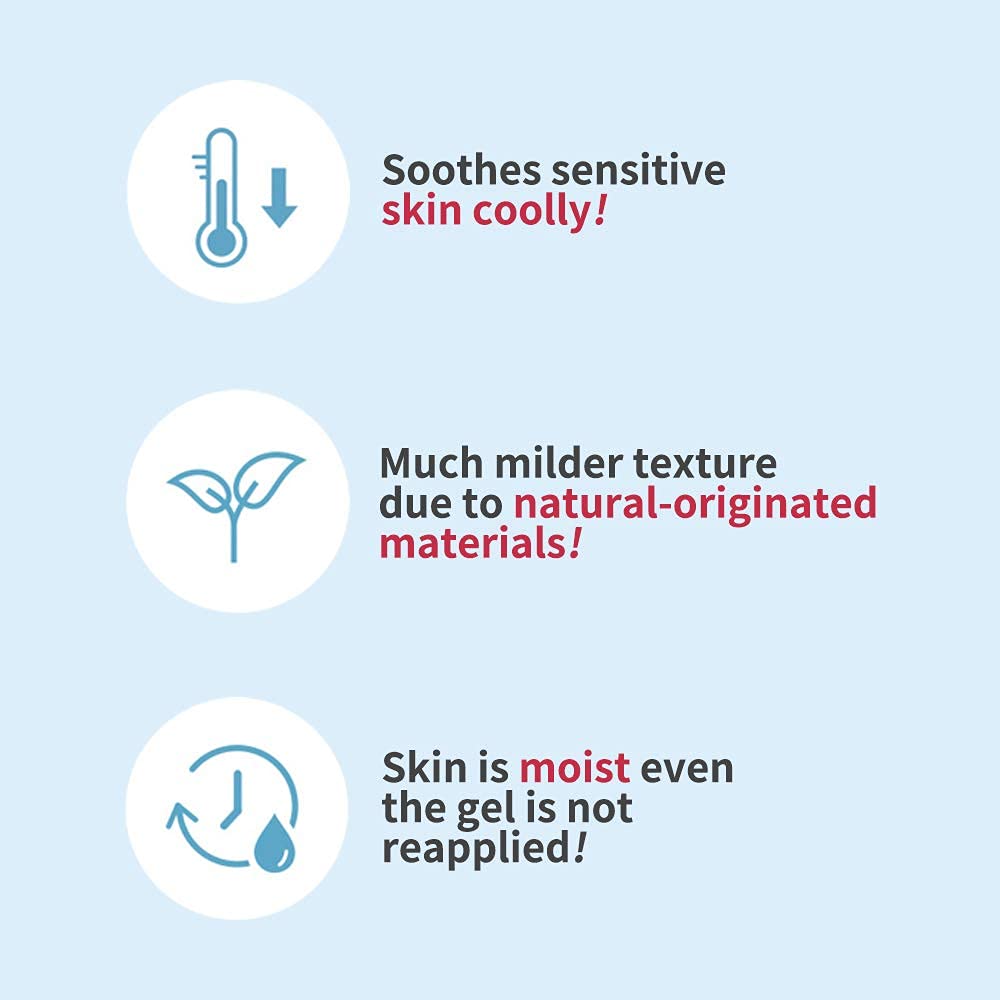 Soothes sensitive
skin coolly!
Much milder texture
due to natural-originated
materials!
Skin is moist even
the gel is not
reapplied!